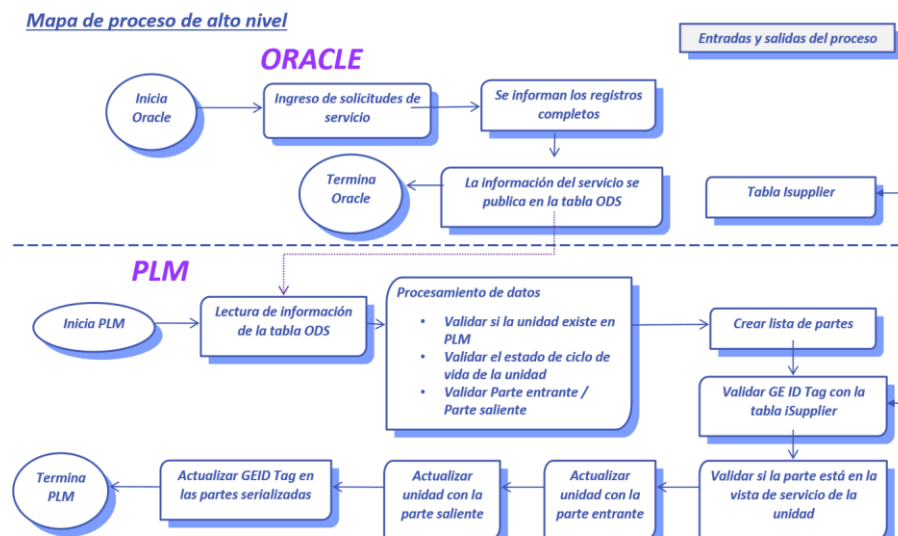 Mapa de proceso de alto nivel
Entradas y salidas del proceso
ORACLE
Inicia
Oracle
Ingreso de solicitudes de
servicio
Se informan los registros
completos
Termina
Oracle
La información del servicio se
publica en la tabla ODS
Tabla Isupplier
PLM
Inicia PLM
Lectura de información
de la tabla ODS
Procesamiento de datos
• Validar si la unidad existe en
PLM
• Validar el estado de ciclo de
vida de la unidad
• Validar Parte entrante /
Parte saliente
Crear lista de partes
Validar GE ID Tag con la
tabla iSupplier
Termina
PLM
Actualizar GEID Tag en
las partes serializadas
Actualizar
unidad con la
parte saliente
Actualizar
unidad con la
parte entrante
Validar si la parte está en la
vista de servicio de la
unidad